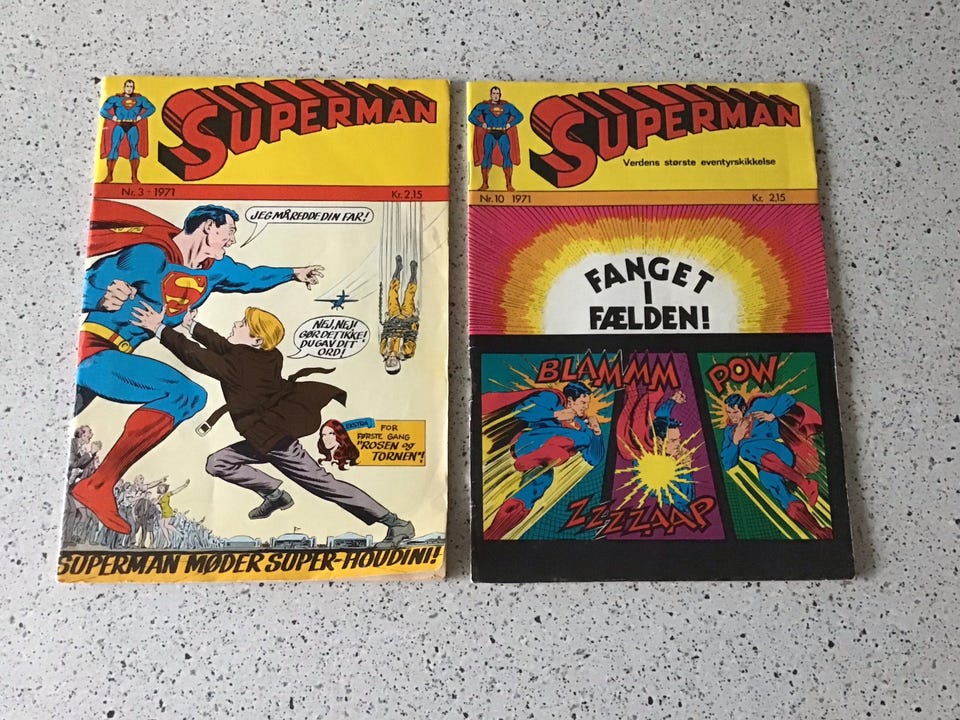 SUPERMAN
Nr. 3 - 1971 Kr. 2,15
JEG MÅ REDDE DIN FAR!
NEJ, NEJ!
GØR DET IKKE!
DU GAV DIT
ORD!
EKSTRA
FOR
FØRSTE GANG
"ROSEN og
TORNEN"!
SUPERMAN MØDER SUPER-HOUDINI!
SUPERMAN
Verdens største eventyrskikkelse
Nr. 10 1971 Kr. 2,15
FANGET
I
FÆLDEN!
BLAMMMM
POW
ZZZZZAAP